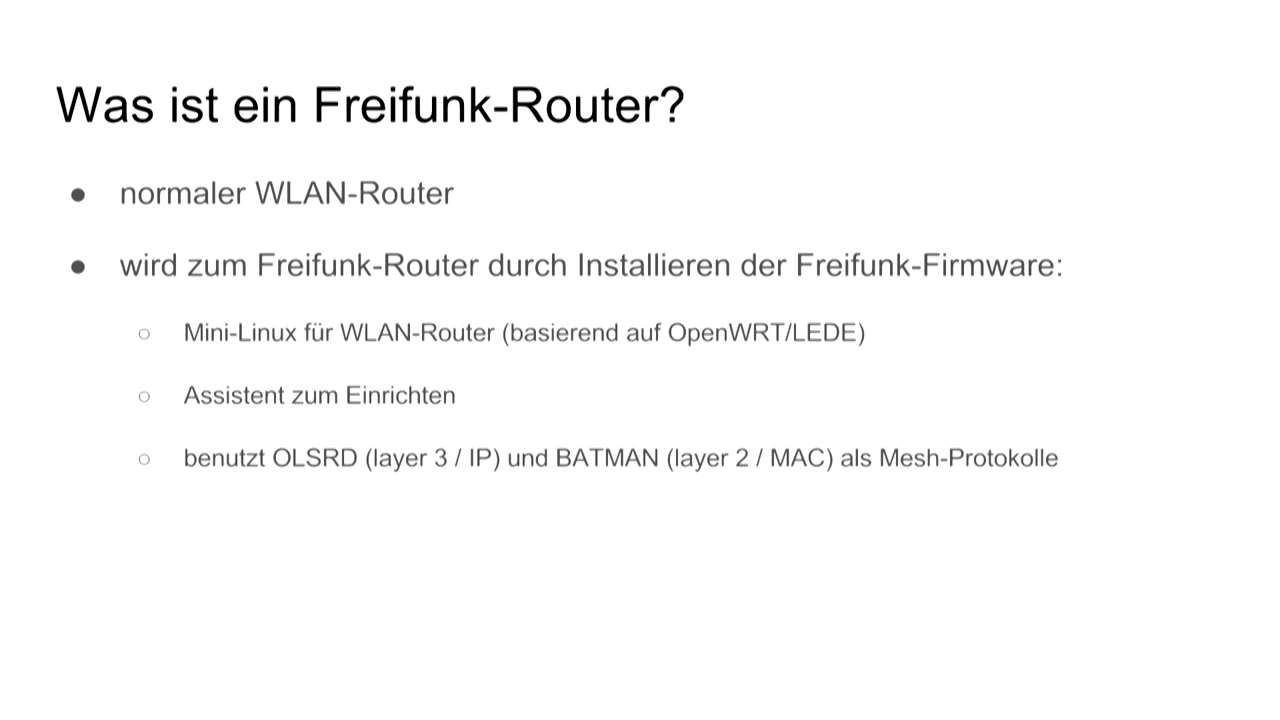 Was ist ein Freifunk-Router?
● normaler WLAN-Router
● wird zum Freifunk-Router durch Installieren der Freifunk-Firmware:
○ Mini-Linux für WLAN-Router (basierend auf OpenWRT/LEDE)
○ Assistent zum Einrichten
○ benutzt OLSRD (layer 3 / IP) und BATMAN (layer 2 / MAC) als Mesh-Protokolle